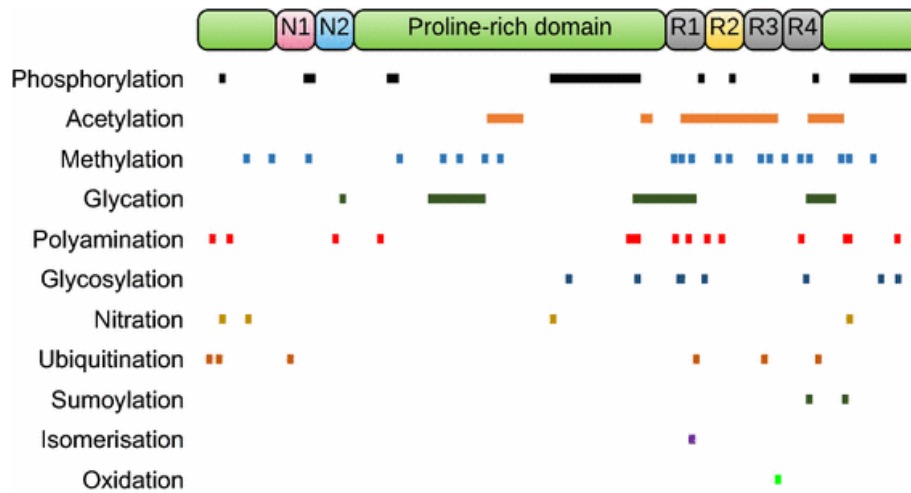 N1 N2 Proline-rich domain R1 R2 R3 R4
Phosphorylation
Acetylation
Methylation
Glycation
Polyamination
Glycosylation
Nitration
Ubiquitination
Sumoylation
Isomerisation
Oxidation